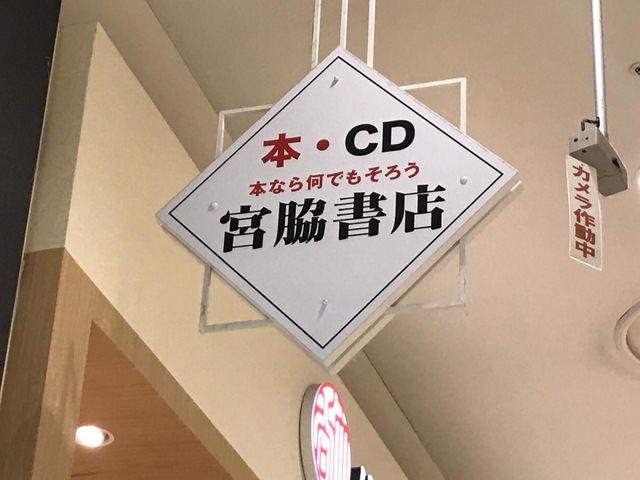 本・CD
本なら何でもそろう
宮脇書店
カメラ作動中